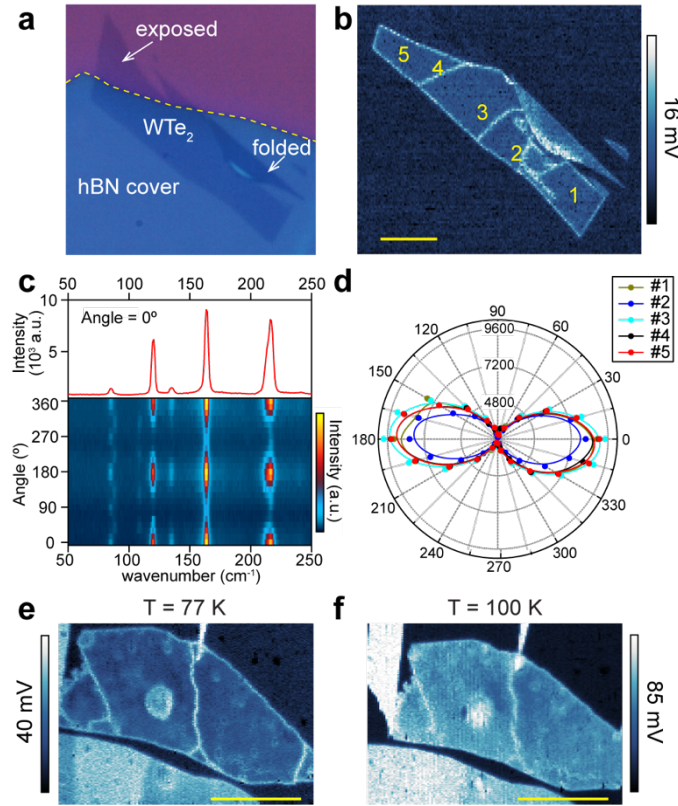 a
exposed
WTe₂
folded
hBN cover
b
5
4
3
2
1
16 mV
c
50 100 150 200 250
10
5
Intensity
(10³ a.u.)
Angle = 0º
360
270
180
90
0
Angle (º)
50 100 150 200 250
wavenumber (cm⁻¹)
Intensity (a.u.)
d
#1
#2
#3
#4
#5
90
120 60
150 30
180 0
210 330
240 300
270
9600
7200
4800
e
T = 77 K
40 mV
f
T = 100 K
85 mV